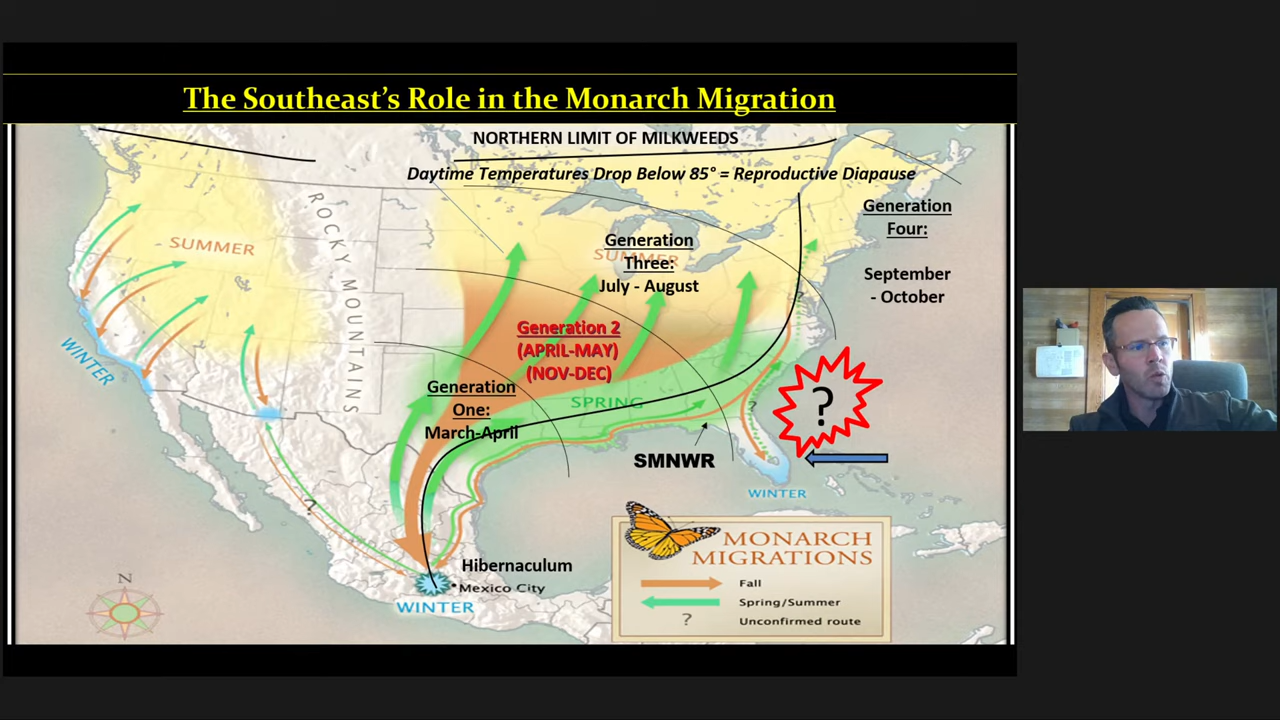 The Southeast's Role in the Monarch Migration
NORTHERN LIMIT OF MILKWEEDS
Daytime Temperatures Drop Below 85° = Reproductive Diapause
Generation
Four:
September
- October
ROCKY MOUNTAINS
SUMMER
Generation
SUMMER
Three:
July - August
Generation 2
(APRIL-MAY)
(NOV-DEC)
WINTER
Generation
One:
March-April
SPRING
?
?
?
?
SMNWR
WINTER
Hibernaculum
Mexico City
WINTER
N
MONARCH
MIGRATIONS
Fall
Spring/Summer
? Unconfirmed route